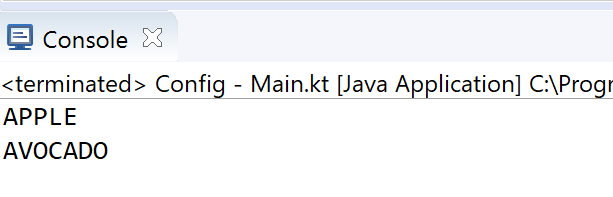 Console
<terminated> Config - Main.kt [Java Application] C:\Progr
APPLE
AVOCADO